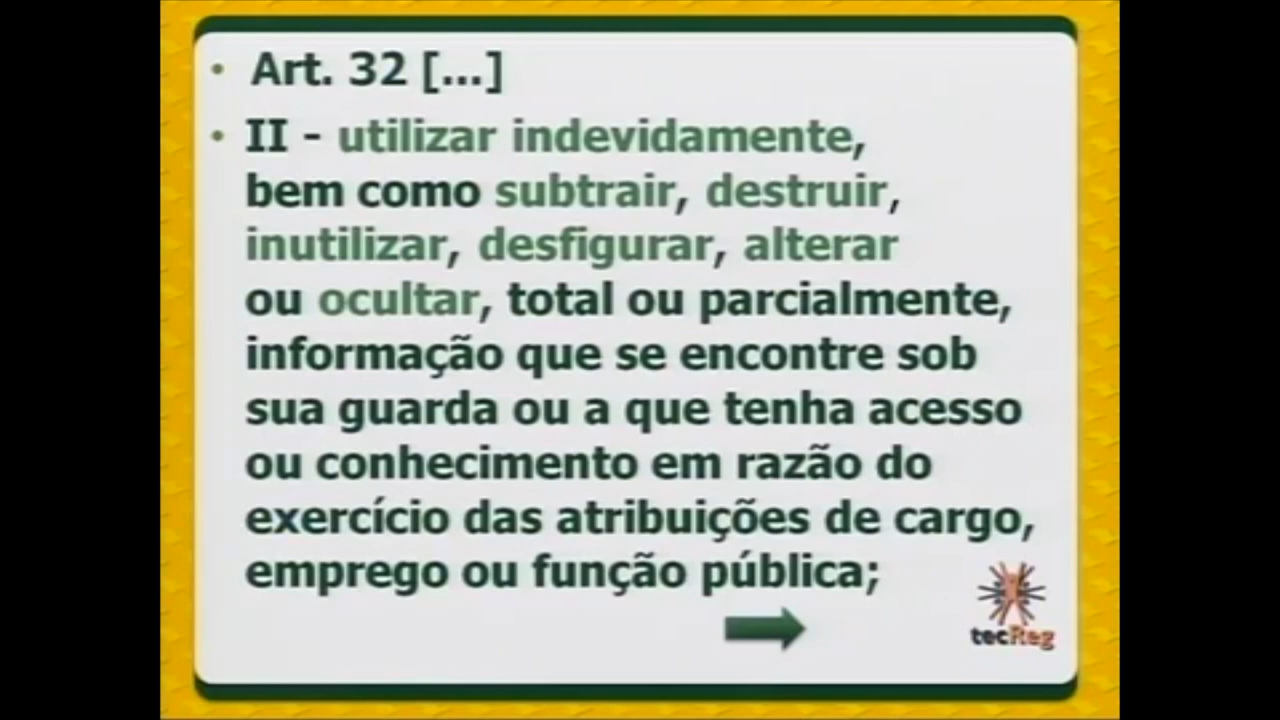 • Art. 32 [...]
• II - utilizar indevidamente,
bem como subtrair, destruir,
inutilizar, desfigurar, alterar
ou ocultar, total ou parcialmente,
informação que se encontre sob
sua guarda ou a que tenha acesso
ou conhecimento em razão do
exercício das atribuições de cargo,
emprego ou função pública;
tecReg